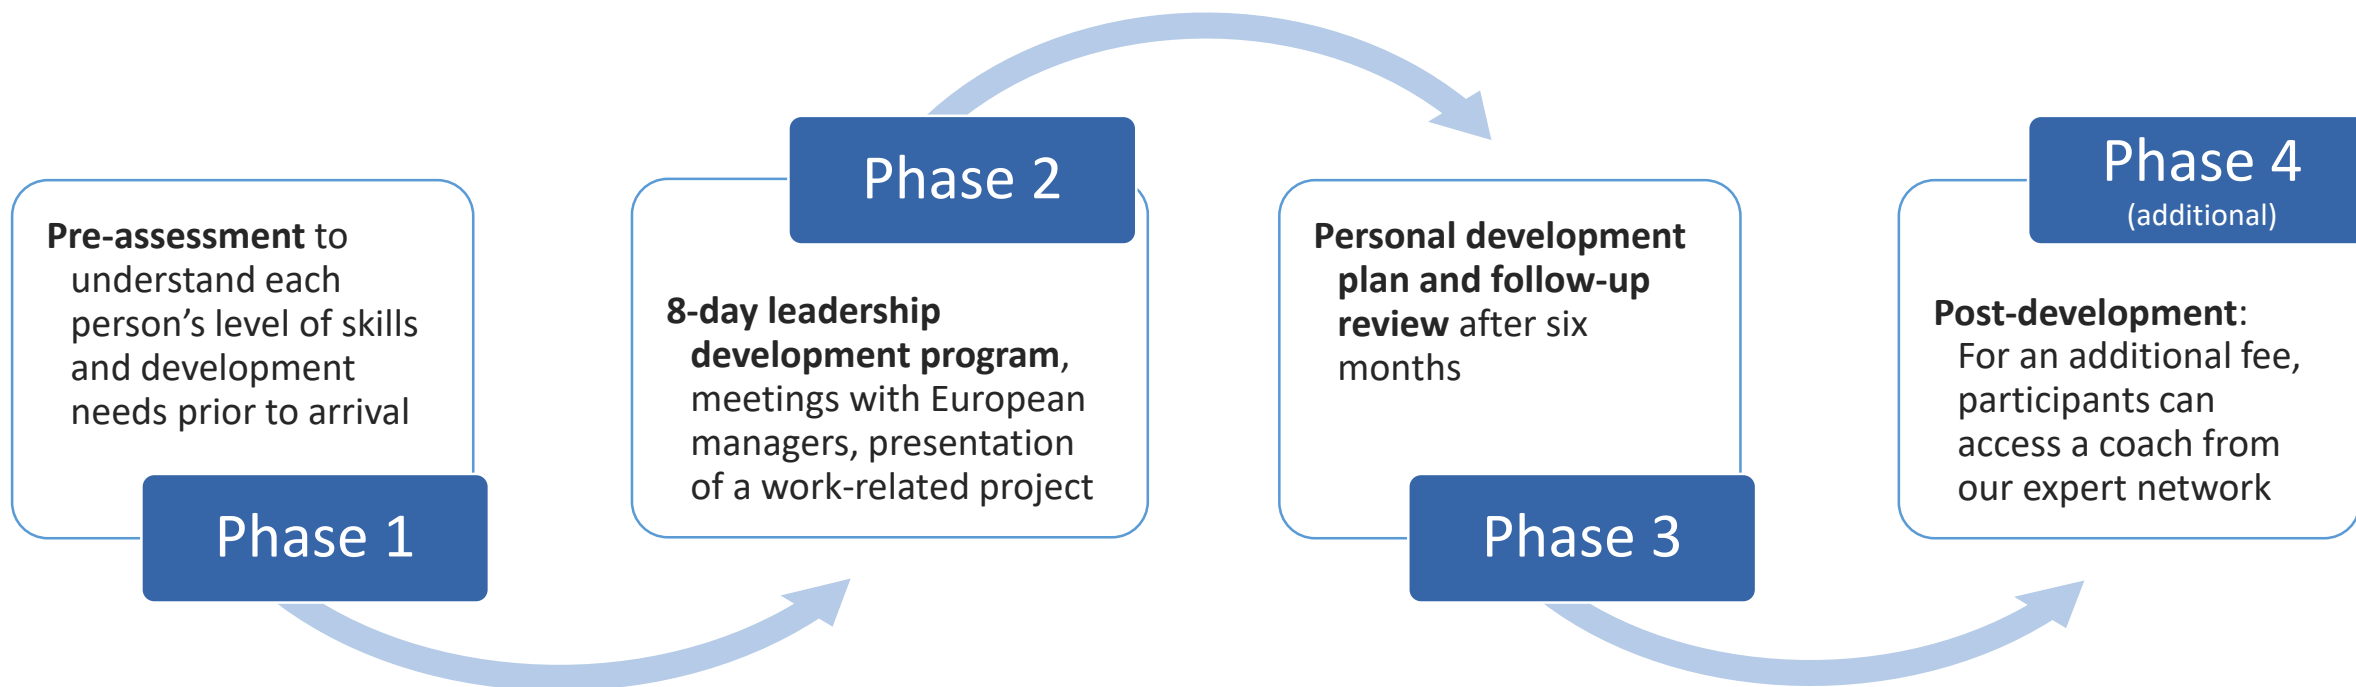 Pre-assessment to
understand each
person’s level of skills
and development
needs prior to arrival
Phase 1
Phase 2
8-day leadership
development program,
meetings with European
managers, presentation
of a work-related project
Personal development
plan and follow-up
review after six
months
Phase 3
Phase 4
(additional)
Post-development:
For an additional fee,
participants can
access a coach from
our expert network